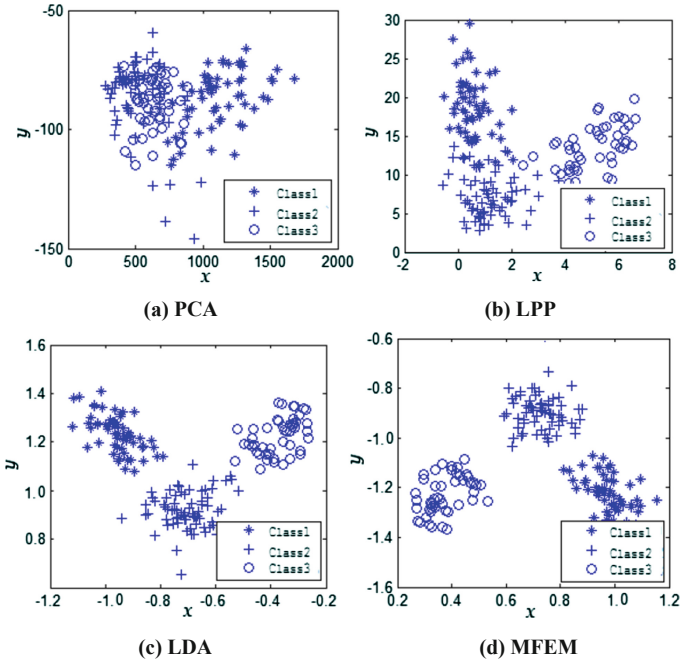 -50
-100
-150
y
0
500
1000
1500
2000
x
Class1
Class2
Class3
(a) PCA
30
25
20
15
10
5
0
y
-2
0
2
4
6
8
x
Class1
Class2
Class3
(b) LPP
1.6
1.4
1.2
1.0
0.8
y
-1.2
-1.0
-0.8
-0.6
-0.4
-0.2
x
Class1
Class2
Class3
(c) LDA
-0.6
-0.8
-1.0
-1.2
-1.4
-1.6
y
0.2
0.4
0.6
0.8
1.0
1.2
x
Class1
Class2
Class3
(d) MFEM